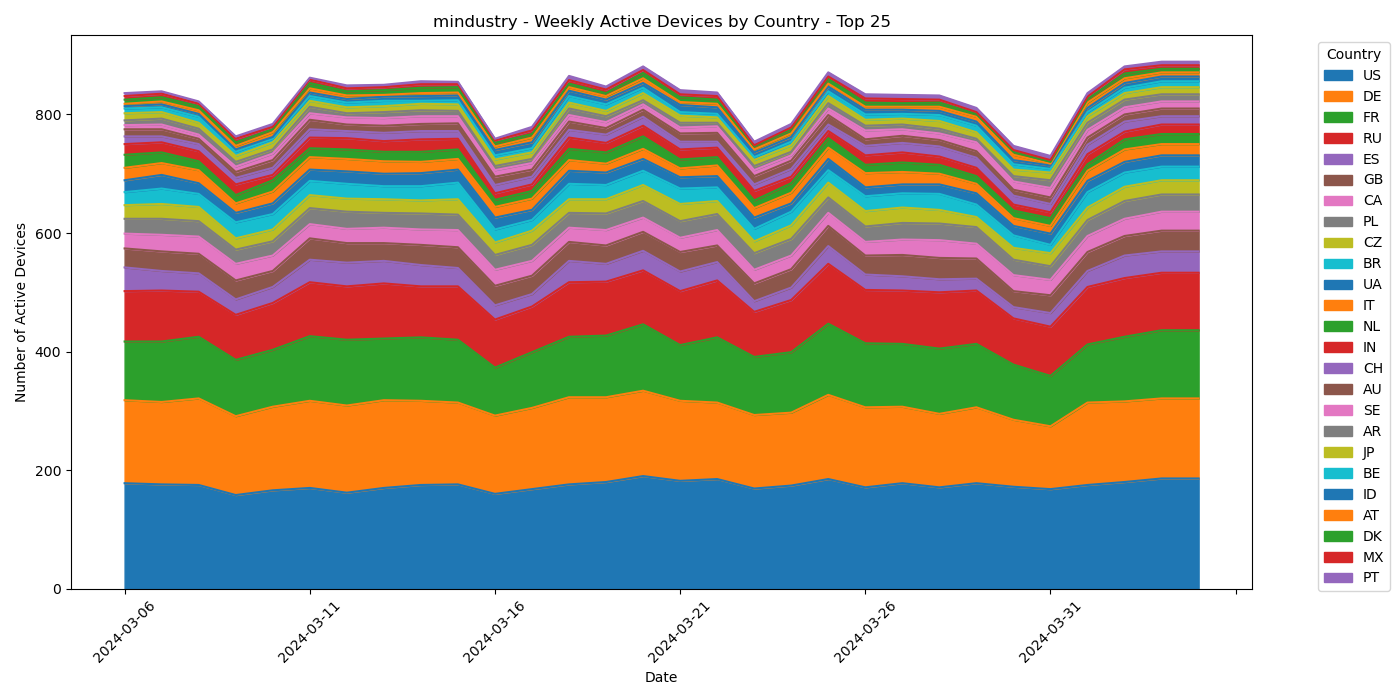 mindustry - Weekly Active Devices by Country - Top 25
Number of Active Devices
800
600
400
200
0
2024-03-06
2024-03-11
2024-03-16
2024-03-21
2024-03-26
2024-03-31
Date
Country
US
DE
FR
RU
ES
GB
CA
PL
CZ
BR
UA
IT
NL
IN
CH
AU
SE
AR
JP
BE
ID
AT
DK
MX
PT